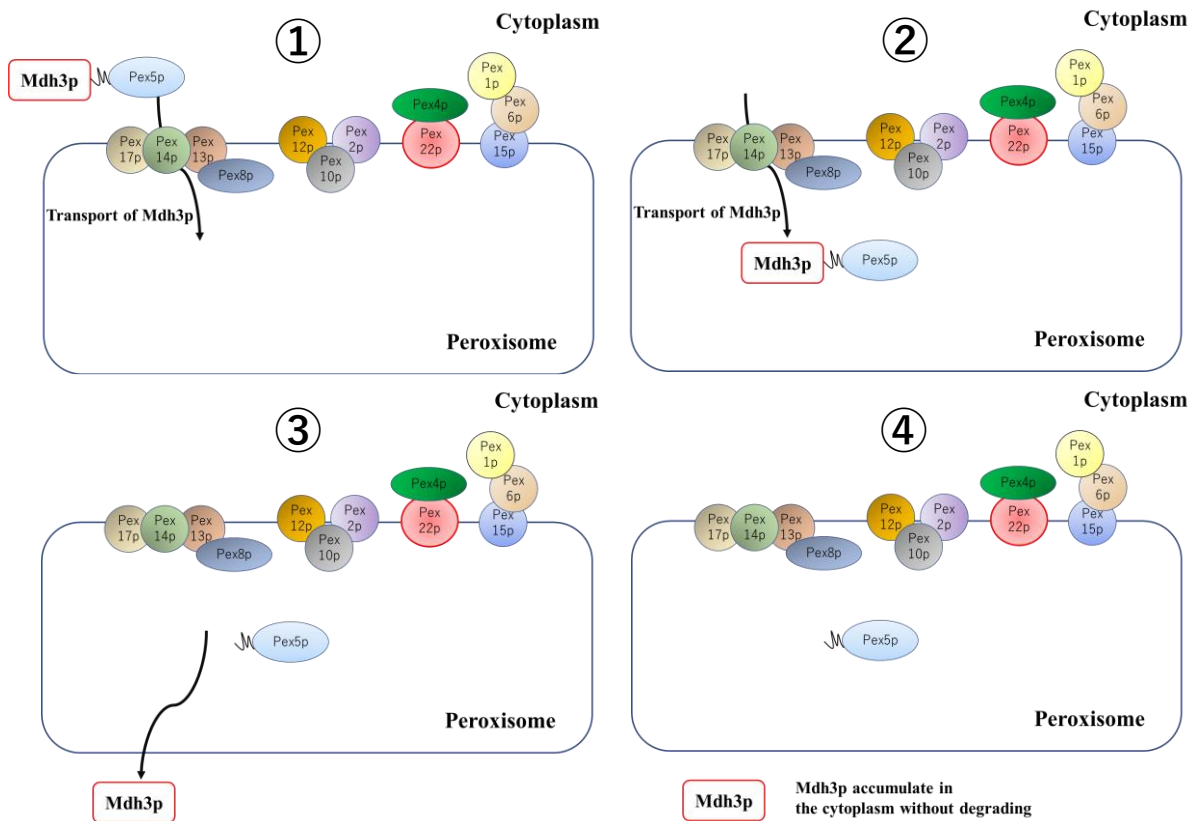 Cytoplasm
①
Mdh3p
Pex5p
Pex
1p
Pex
6p
Pex4p
Pex
17p
Pex
14p
Pex
13p
Pex8p
Pex
12p
Pex
2p
Pex
10p
Pex
22p
Pex
15p
Transport of Mdh3p
Peroxisome
Cytoplasm
②
Pex
1p
Pex
6p
Pex4p
Pex
17p
Pex
14p
Pex
13p
Pex8p
Pex
12p
Pex
2p
Pex
10p
Pex
22p
Pex
15p
Transport of Mdh3p
Mdh3p
Pex5p
Peroxisome
Cytoplasm
③
Pex
1p
Pex
6p
Pex4p
Pex
17p
Pex
14p
Pex
13p
Pex8p
Pex
12p
Pex
2p
Pex
10p
Pex
22p
Pex
15p
Pex5p
Peroxisome
Mdh3p
Cytoplasm
④
Pex
1p
Pex
6p
Pex4p
Pex
17p
Pex
14p
Pex
13p
Pex8p
Pex
12p
Pex
2p
Pex
10p
Pex
22p
Pex
15p
Pex5p
Peroxisome
Mdh3p
Mdh3p accumulate in
the cytoplasm without degrading